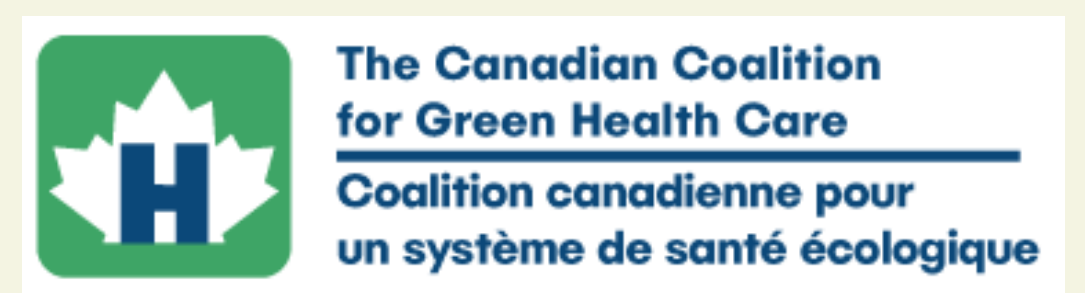 H
The Canadian Coalition
for Green Health Care
Coalition canadienne pour
un système de santé écologique